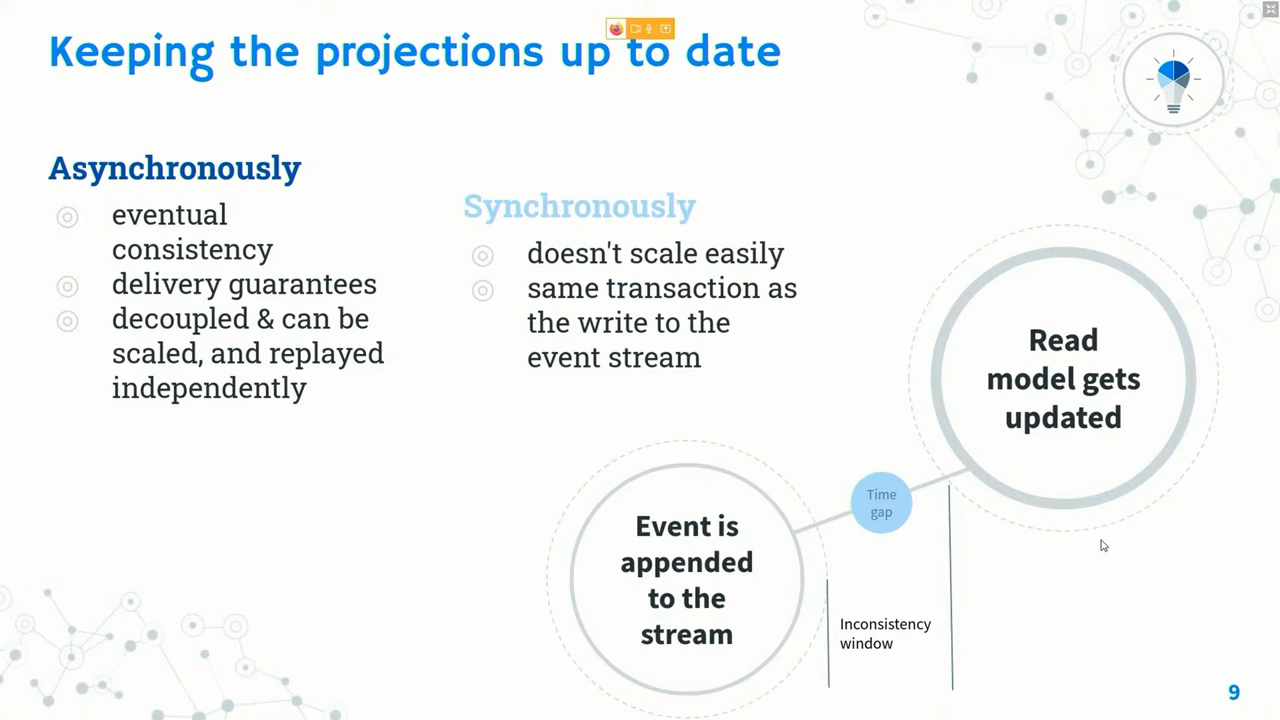 Keeping the projections up to date
Asynchronously
eventual
consistency
delivery guarantees
decoupled & can be
scaled, and replayed
independently
Synchronously
doesn't scale easily
same transaction as
the write to the
event stream
Read
model gets
updated
Time
gap
Event is
appended
to the
stream
Inconsistency
window
9